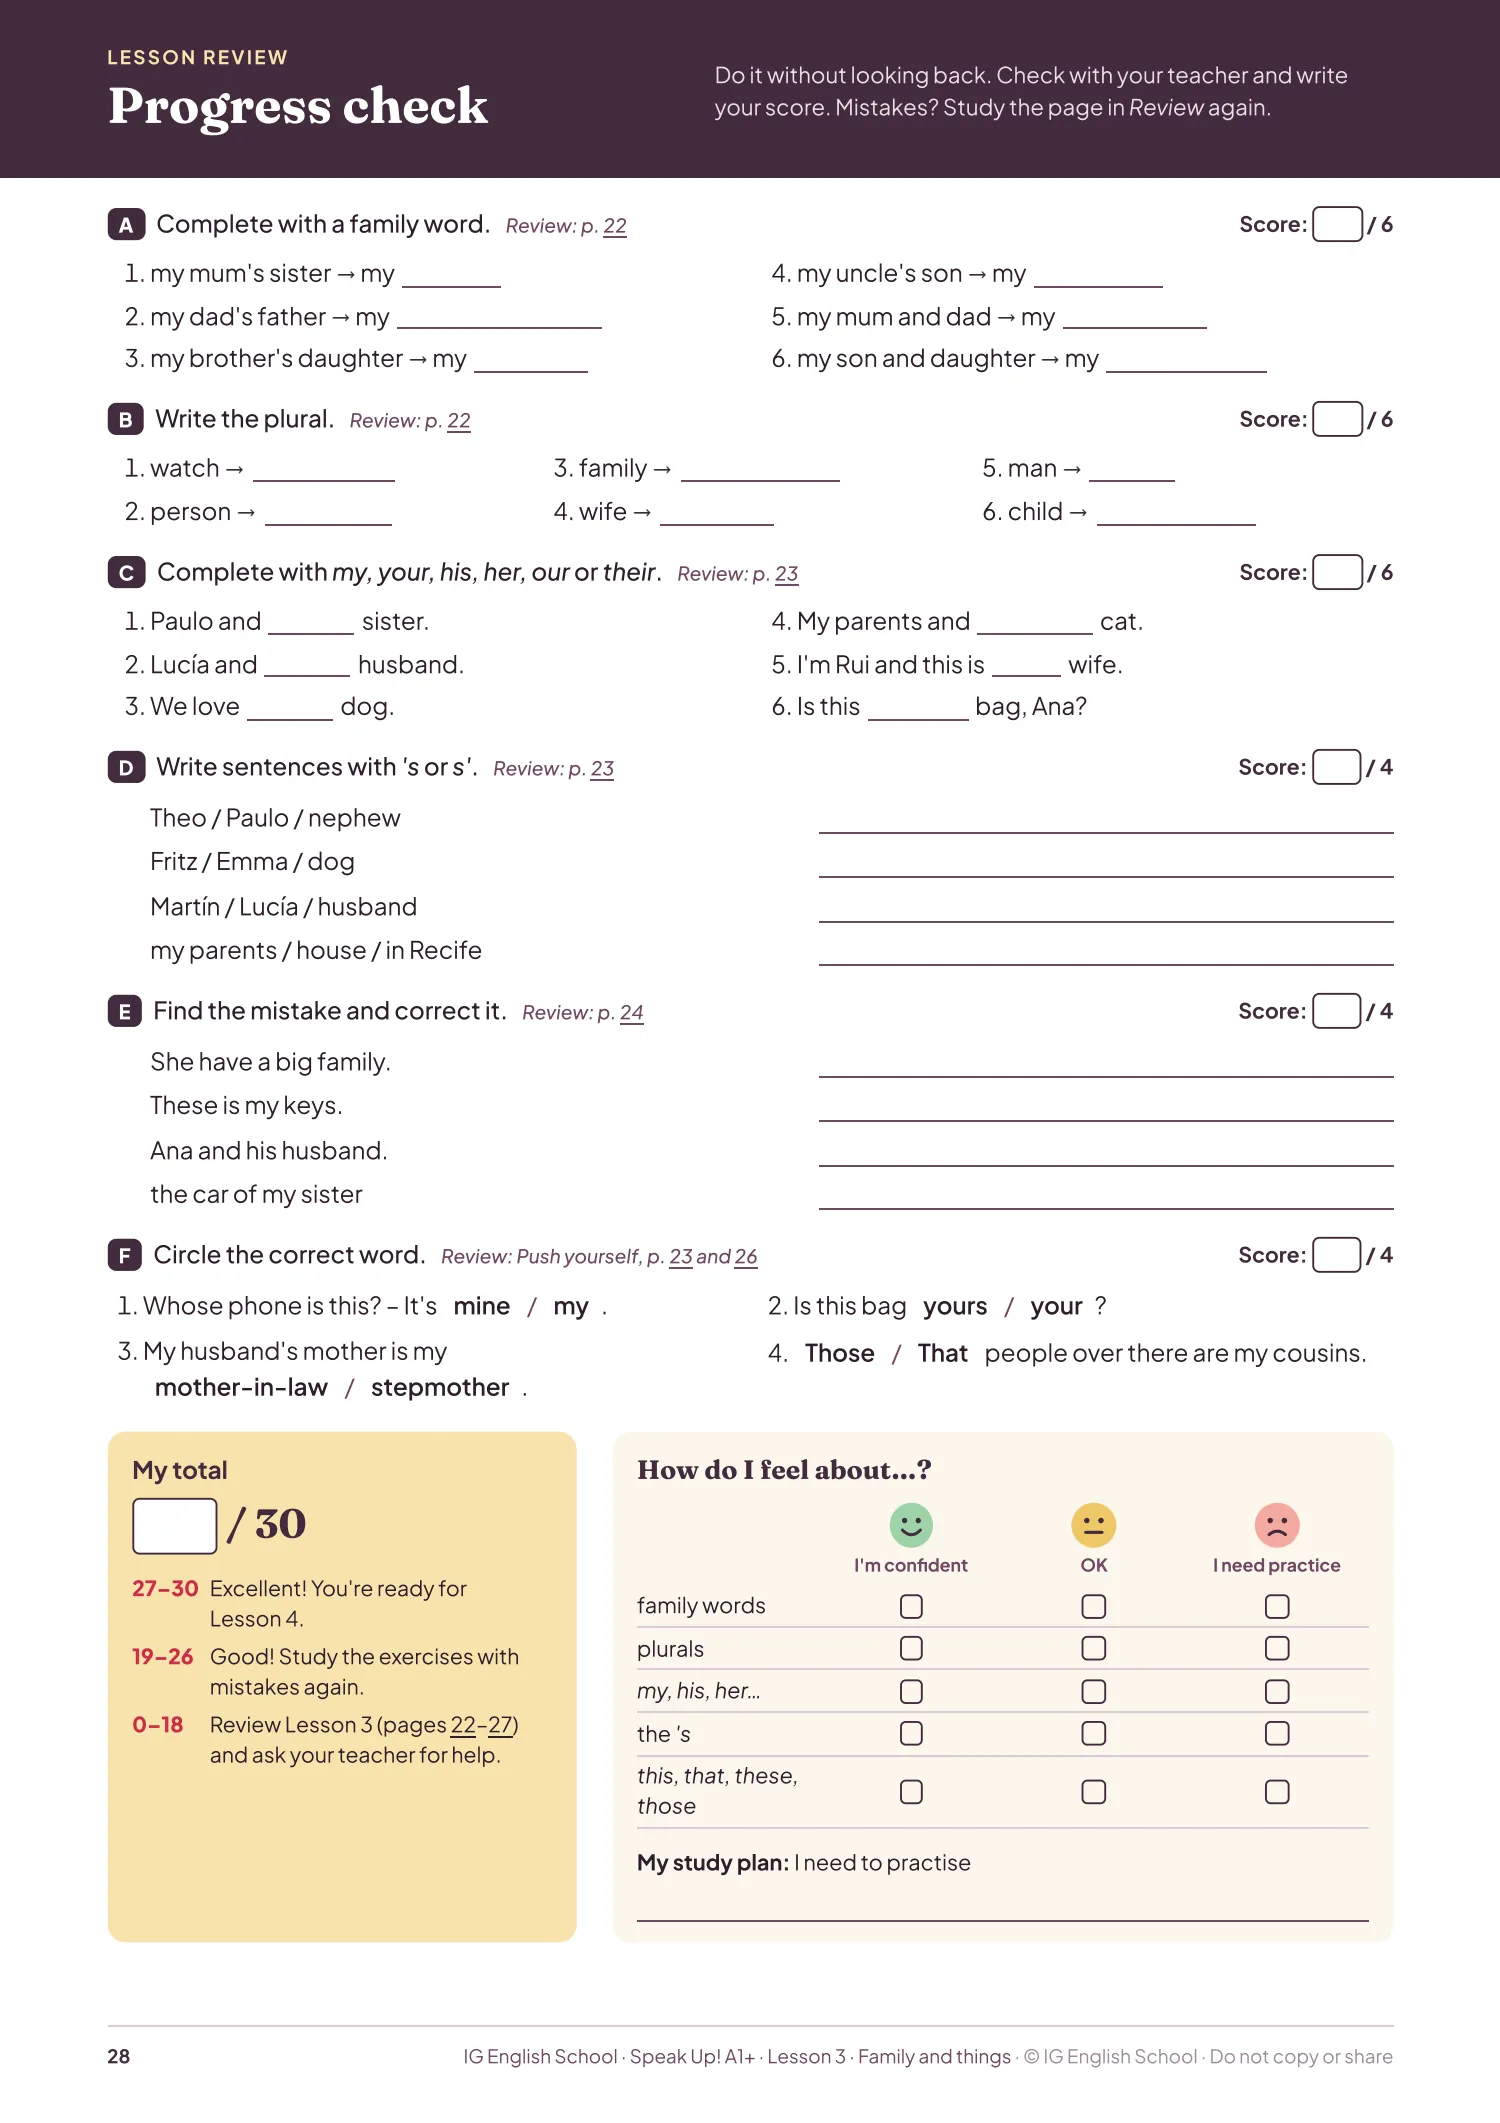 LESSON REVIEW
Progress check
Do it without looking back. Check with your teacher and write
your score. Mistakes? Study the page in Review again.
A Complete with a family word. Review: p. 22 Score: / 6
1. my mum's sister → my
2. my dad's father → my
3. my brother's daughter → my
4. my uncle's son → my
5. my mum and dad → my
6. my son and daughter → my
B Write the plural. Review: p. 22 Score: / 6
1. watch →
2. person →
3. family →
4. wife →
5. man →
6. child →
C Complete with my, your, his, her, our or their. Review: p. 23 Score: / 6
1. Paulo and ______ sister.
2. Lucía and ______ husband.
3. We love ______ dog.
4. My parents and ______ cat.
5. I'm Rui and this is ______ wife.
6. Is this ______ bag, Ana?
D Write sentences with 's or s'. Review: p. 23 Score: / 4
Theo / Paulo / nephew
Fritz / Emma / dog
Martín / Lucía / husband
my parents / house / in Recife
E Find the mistake and correct it. Review: p. 24 Score: / 4
She have a big family.
These is my keys.
Ana and his husband.
the car of my sister
F Circle the correct word. Review: Push yourself, p. 23 and 26 Score: / 4
1. Whose phone is this? – It's mine / my .
2. Is this bag yours / your ?
3. My husband's mother is my
mother-in-law / stepmother .
4. Those / That people over there are my cousins.
My total
/ 30
27–30 Excellent! You're ready for
Lesson 4.
19–26 Good! Study the exercises with
mistakes again.
0–18 Review Lesson 3 (pages 22–27)
and ask your teacher for help.
How do I feel about...?
I'm confident OK I need practice
family words
plurals
my, his, her...
the 's
this, that, these,
those
My study plan: I need to practise
28 IG English School · Speak Up! A1+ · Lesson 3 · Family and things · © IG English School · Do not copy or share